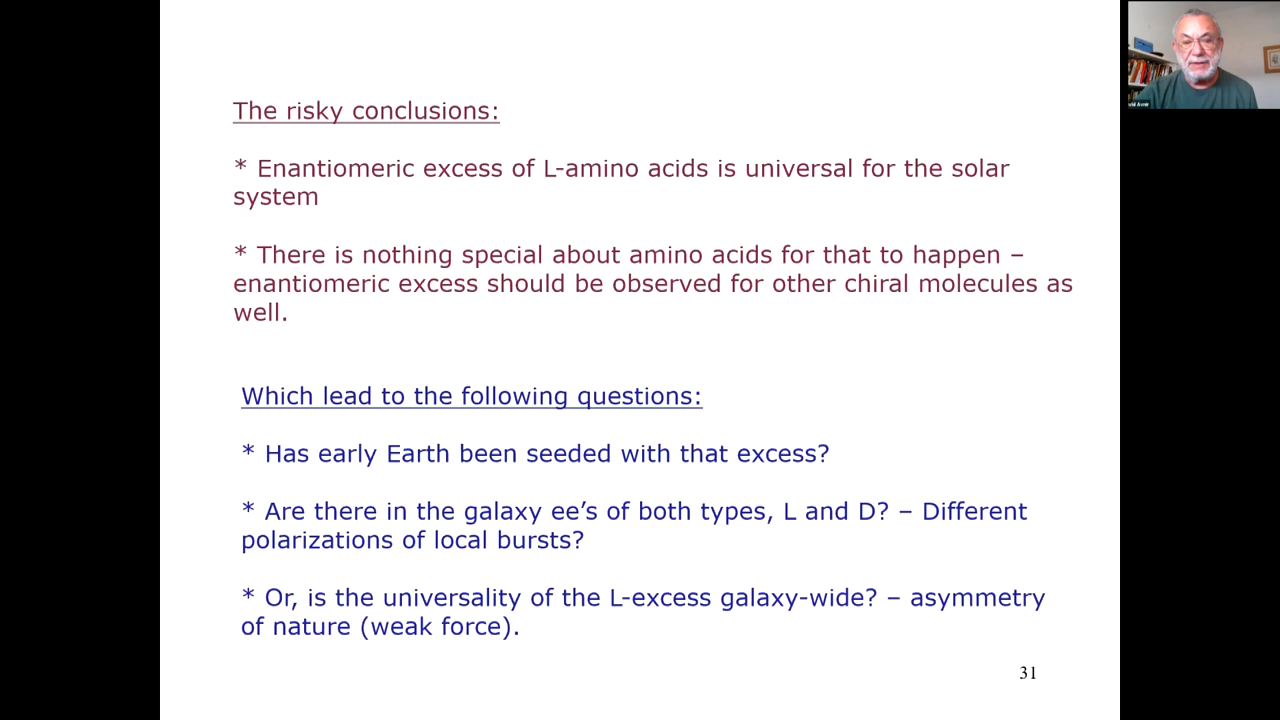 The risky conclusions:
* Enantiomeric excess of L-amino acids is universal for the solar
system
* There is nothing special about amino acids for that to happen –
enantiomeric excess should be observed for other chiral molecules as
well.
Which lead to the following questions:
* Has early Earth been seeded with that excess?
* Are there in the galaxy ee’s of both types, L and D? – Different
polarizations of local bursts?
* Or, is the universality of the L-excess galaxy-wide? – asymmetry
of nature (weak force).
31